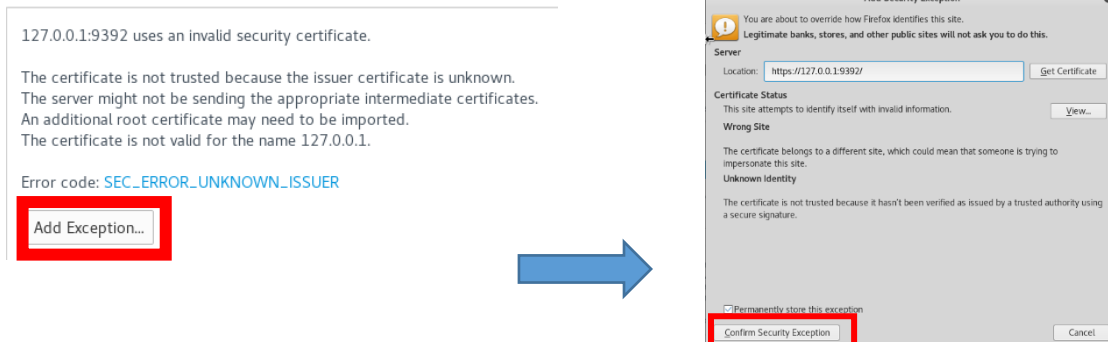 127.0.0.1:9392 uses an invalid security certificate.
The certificate is not trusted because the issuer certificate is unknown.
The server might not be sending the appropriate intermediate certificates.
An additional root certificate may need to be imported.
The certificate is not valid for the name 127.0.0.1.
Error code: SEC_ERROR_UNKNOWN_ISSUER
Add Exception...
Add Security Exception
You are about to override how Firefox identifies this site.
Legitimate banks, stores, and other public sites will not ask you to do this.
Server
Location: https://127.0.0.1:9392/ Get Certificate
Certificate Status
This site attempts to identify itself with invalid information. View...
Wrong Site
The certificate belongs to a different site, which could mean that someone is trying to
impersonate this site.
Unknown Identity
The certificate is not trusted because it hasn't been verified as issued by a trusted authority using
a secure signature.
Permanently store this exception
Confirm Security Exception Cancel